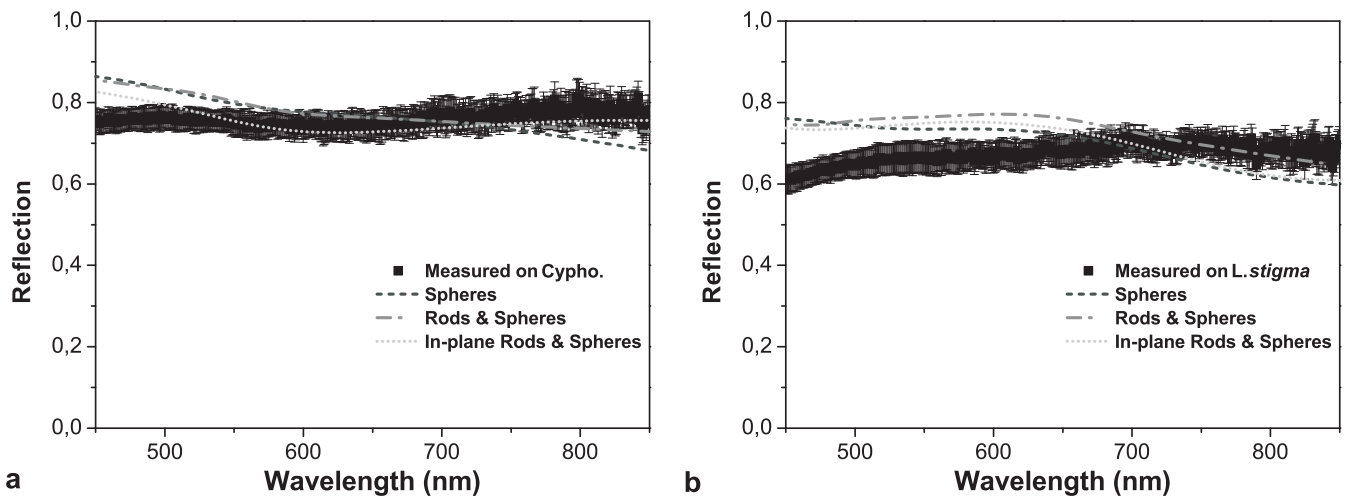 1,0
0,8
0,6
0,4
0,2
0,0
Reflection
500 600 700 800
Wavelength (nm)
Measured on Cypho.
Spheres
Rods & Spheres
In-plane Rods & Spheres
a
1,0
0,8
0,6
0,4
0,2
0,0
Reflection
500 600 700 800
Wavelength (nm)
Measured on L.stigma
Spheres
Rods & Spheres
In-plane Rods & Spheres
b